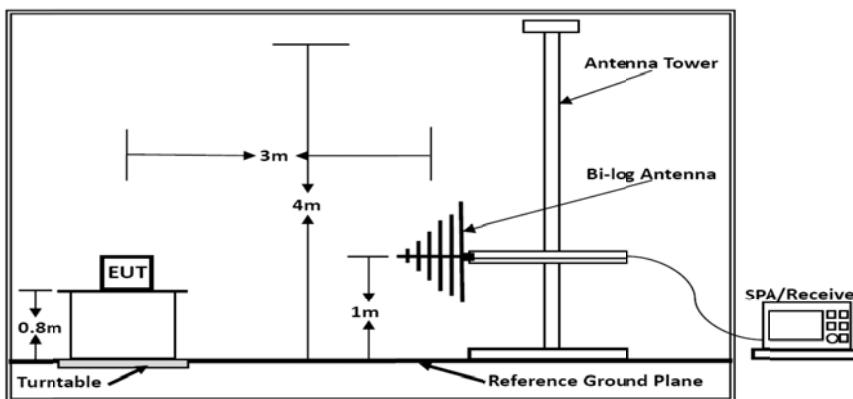 Antenna Tower
3m
Bi-log Antenna
4m
EUT
0.8m
1m
SPA/Receive
Turntable
Reference Ground Plane